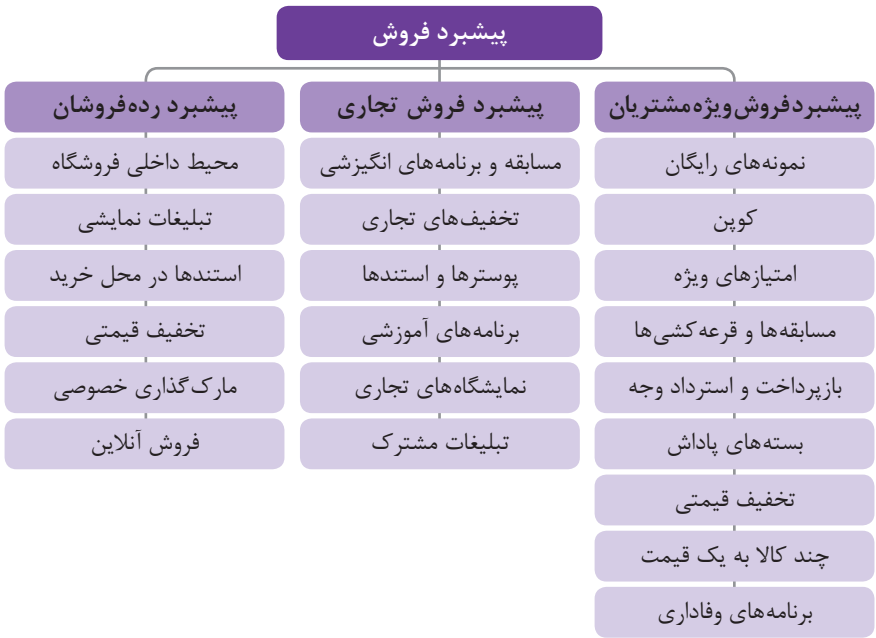 پیشبرد فروش
پیشبرد فروش ویژه مشتریان
نمونه‌های رایگان
کوپن
امتیازهای ویژه
مسابقه‌ها و قرعه‌کشی‌ها
بازپرداخت و استرداد وجه
بسته‌های پاداش
تخفیف قیمتی
چند کالا به یک قیمت
برنامه‌های وفاداری
پیشبرد فروش تجاری
مسابقه و برنامه‌های انگیزشی
تخفیف‌های تجاری
پوسترها و استندها
برنامه‌های آموزشی
نمایشگاه‌های تجاری
تبلیغات مشترک
پیشبرد رده‌فروشان
محیط داخلی فروشگاه
تبلیغات نمایشی
استندها در محل خرید
تخفیف قیمتی
مارک‌گذاری خصوصی
فروش آنلاین